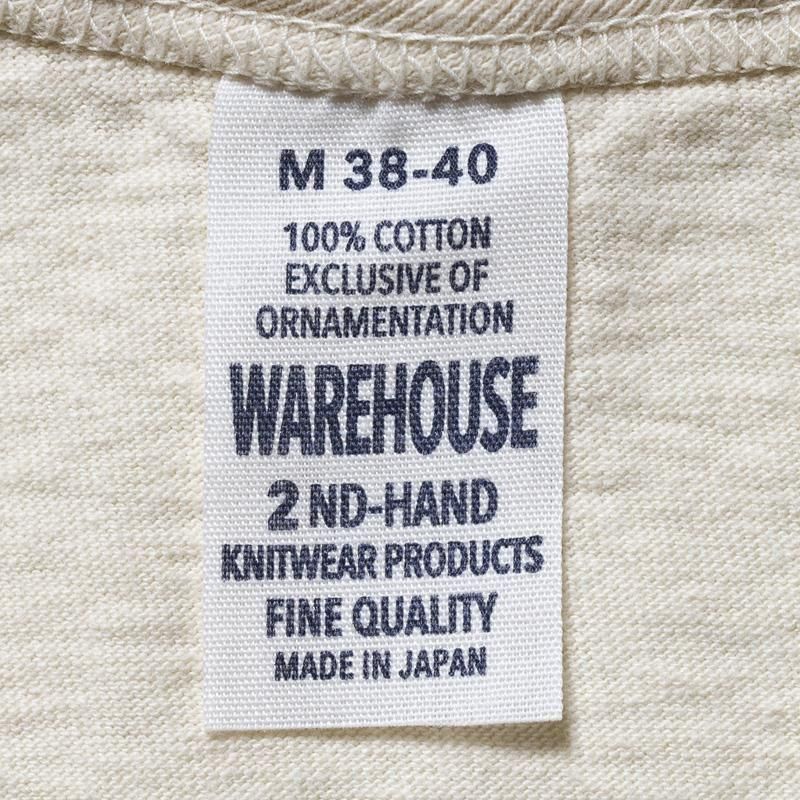 M 38-40
100% COTTON
EXCLUSIVE OF
ORNAMENTATION
WAREHOUSE
2 ND-HAND
KNITWEAR PRODUCTS
FINE QUALITY
MADE IN JAPAN